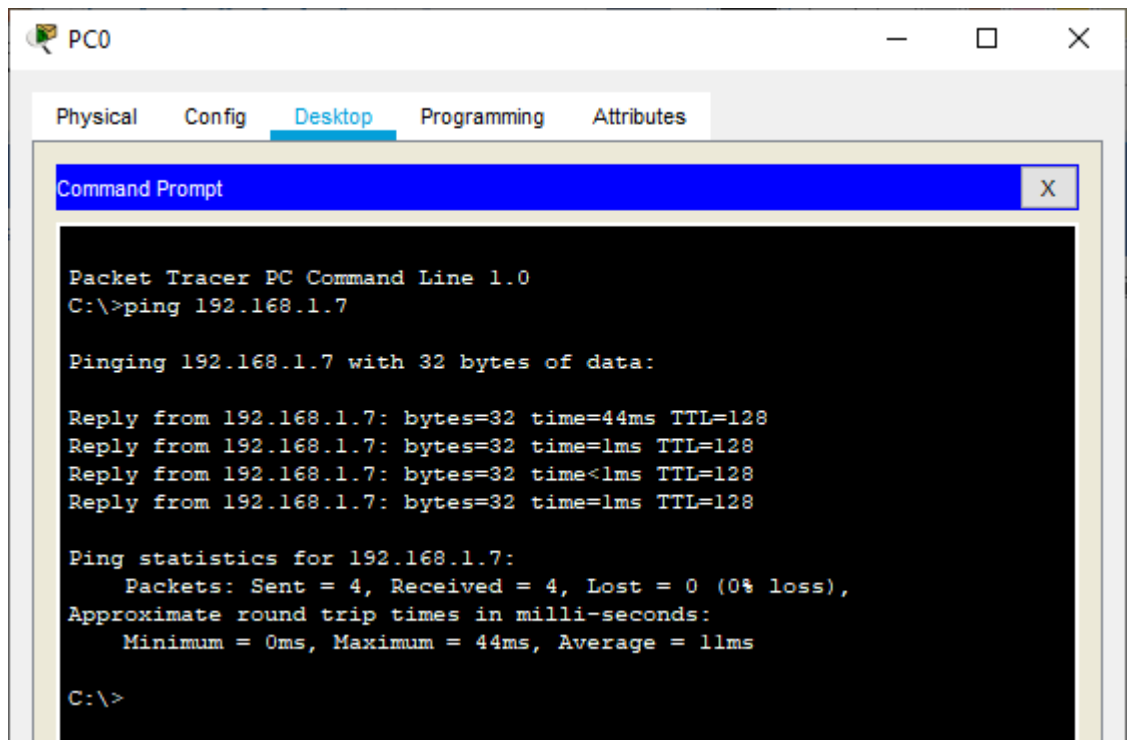 PC0
Physical Config Desktop Programming Attributes
Command Prompt X
Packet Tracer PC Command Line 1.0
C:\>ping 192.168.1.7
Pinging 192.168.1.7 with 32 bytes of data:
Reply from 192.168.1.7: bytes=32 time=44ms TTL=128
Reply from 192.168.1.7: bytes=32 time=1ms TTL=128
Reply from 192.168.1.7: bytes=32 time<1ms TTL=128
Reply from 192.168.1.7: bytes=32 time=1ms TTL=128
Ping statistics for 192.168.1.7:
Packets: Sent = 4, Received = 4, Lost = 0 (0% loss),
Approximate round trip times in milli-seconds:
Minimum = 0ms, Maximum = 44ms, Average = 11ms
C:\>